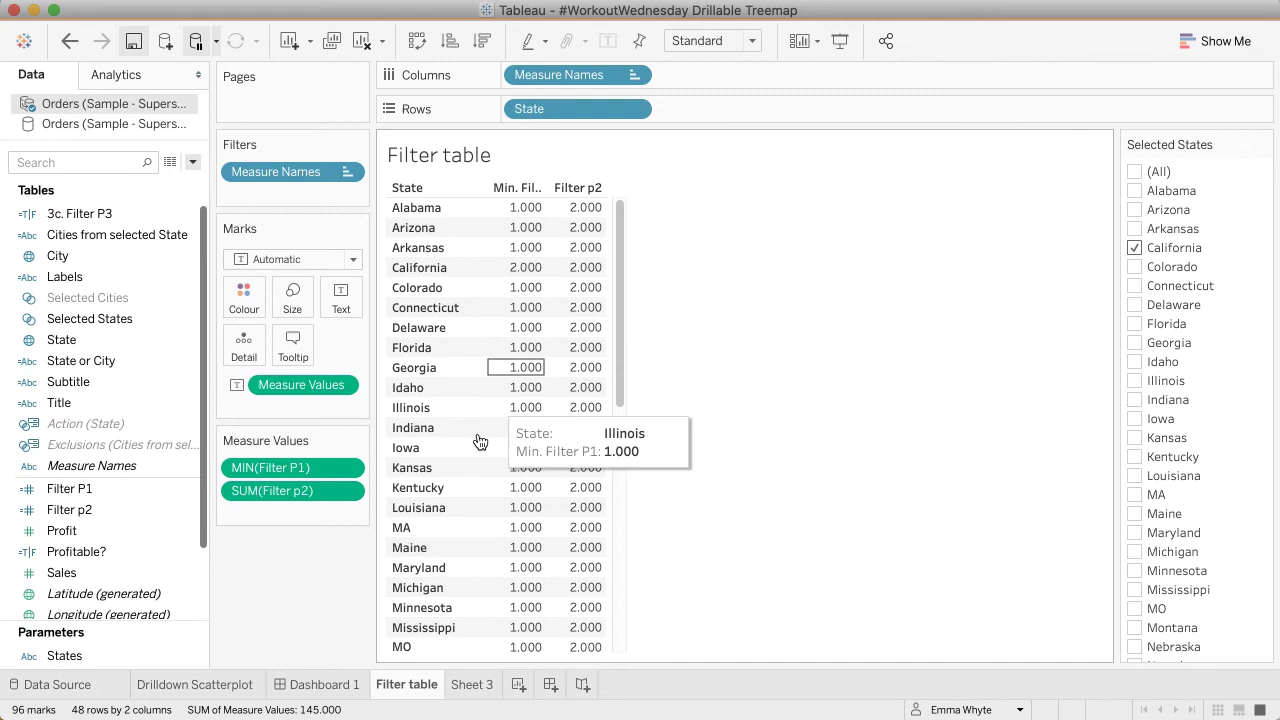 Tableau - #WorkoutWednesday Drillable Treemap
Standard
Show Me
Data
Analytics
Orders (Sample - Supers...
Orders (Sample - Supers...
Search
Tables
3c. Filter P3
Cities from selected State
City
Labels
Selected Cities
Selected States
State
State or City
Subtitle
Title
Action (State)
Exclusions (Cities from sel...
Measure Names
Filter P1
Filter p2
Profit
Profitable?
Sales
Latitude (generated)
Longitude (generated)
Parameters
States
Pages
Filters
Measure Names
Marks
Automatic
Colour
Size
Text
Detail
Tooltip
Measure Values
Measure Values
MIN(Filter P1)
SUM(Filter p2)
Columns
Measure Names
Rows
State
Filter table
State Min. Fil.. Filter p2
Alabama 1.000 2.000
Arizona 1.000 2.000
Arkansas 1.000 2.000
California 2.000 2.000
Colorado 1.000 2.000
Connecticut 1.000 2.000
Delaware 1.000 2.000
Florida 1.000 2.000
Georgia 1.000 2.000
Idaho 1.000 2.000
Illinois 1.000 2.000
Indiana
Iowa
Kansas 1.000 2.000
Kentucky 1.000 2.000
Louisiana 1.000 2.000
MA 1.000 2.000
Maine 1.000 2.000
Maryland 1.000 2.000
Michigan 1.000 2.000
Minnesota 1.000 2.000
Mississippi 1.000 2.000
MO 1.000 2.000
State: Illinois
Min. Filter P1: 1.000
Selected States
(All)
Alabama
Arizona
Arkansas
California
Colorado
Connecticut
Delaware
Florida
Georgia
Idaho
Illinois
Indiana
Iowa
Kansas
Kentucky
Louisiana
MA
Maine
Maryland
Michigan
Minnesota
Mississippi
MO
Montana
Nebraska
Data Source
Drilldown Scatterplot
Dashboard 1
Filter table
Sheet 3
96 marks
48 rows by 2 columns
SUM of Measure Values: 145.000
Emma Whyte